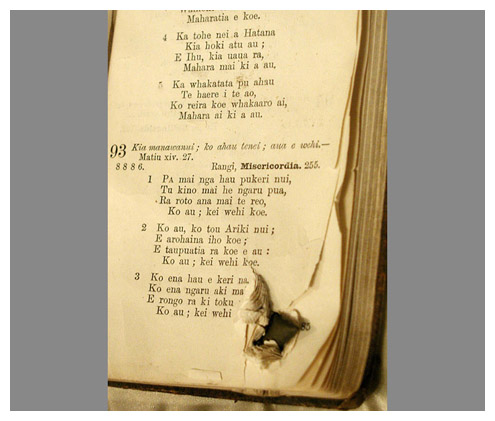 Maharatia e koe.
4 Ka tohe nei a Hatana
Kia hoki atu au ;
E Ihu, kia uaua ra,
Mahara mai ki a au.
5 Ka whakatata pu ahau
Te haere i te ao,
Ko reira koe whakaaro ai,
Mahara ai ki a au.
93 Kia manawanui ; ko ahau tenei ; aua e wehi.—
Matiu xiv. 27.
8 8 8 6. Rangi, Misericordia. 255.
1 PA mai nga hau pukeri nui,
Tu kino mai he ngaru pua,
Ra roto ana mai te reo,
Ko au ; kei wehi koe.
2 Ko au, ko tou Ariki nui ;
E arohaina iho koe ;
E taupuatia ra koe e au :
Ko au ; kei wehi koe.
3 Ko ena hau e keri na
Ko ena ngaru aki ma
E rongo ra ki toku
Ko au ; kei wehi